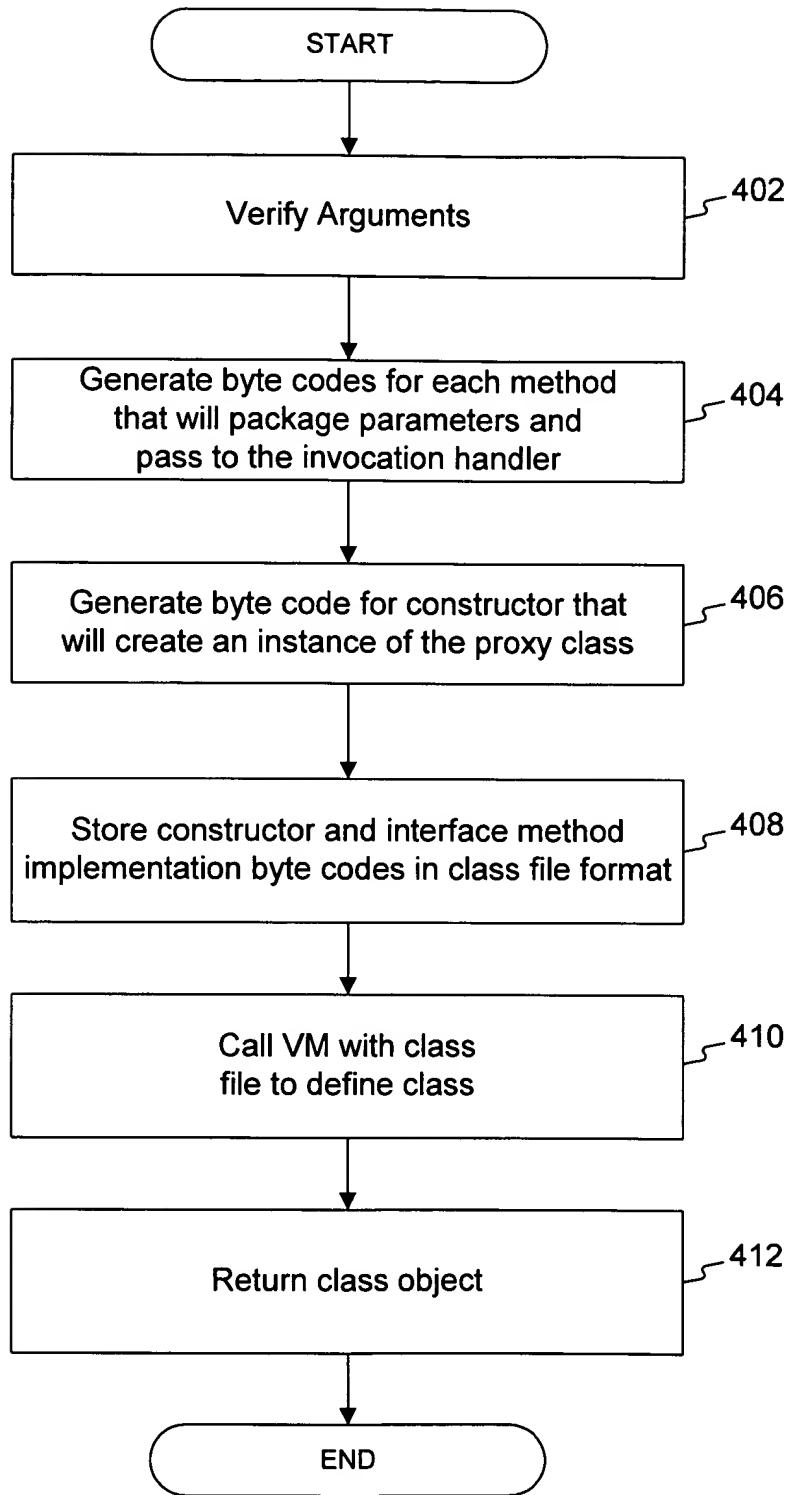 START
Verify Arguments
402
Generate byte codes for each method
that will package parameters and
pass to the invocation handler
404
Generate byte code for constructor that
will create an instance of the proxy class
406
Store constructor and interface method
implementation byte codes in class file format
408
Call VM with class
file to define class
410
Return class object
412
END